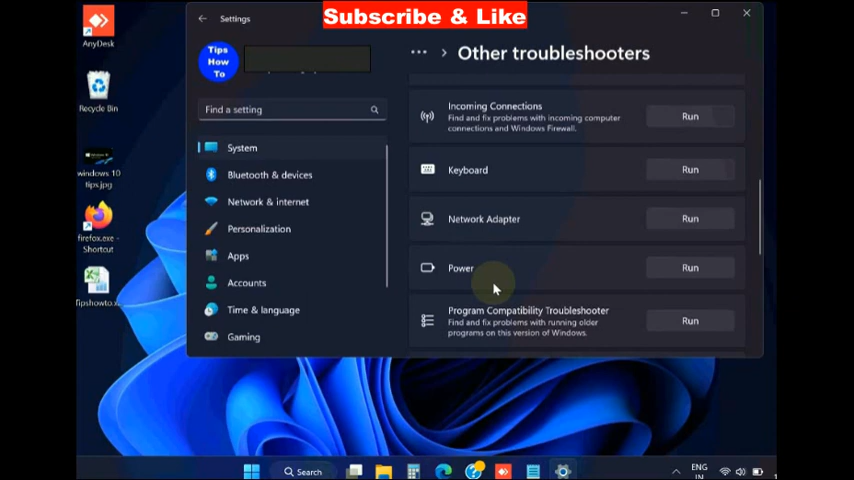 Subscribe & Like
AnyDesk
Recycle Bin
windows 10
tips.jpg
firefox.exe -
Shortcut
Tipshowto.x
Settings
Tips
How
To
Find a setting
System
Bluetooth & devices
Network & internet
Personalization
Apps
Accounts
Time & language
Gaming
Other troubleshooters
Incoming Connections
Find and fix problems with incoming computer
connections and Windows Firewall.
Run
Keyboard
Run
Network Adapter
Run
Power
Run
Program Compatibility Troubleshooter
Find and fix problems with running older
programs on this version of Windows.
Run
Search
ENG
IN